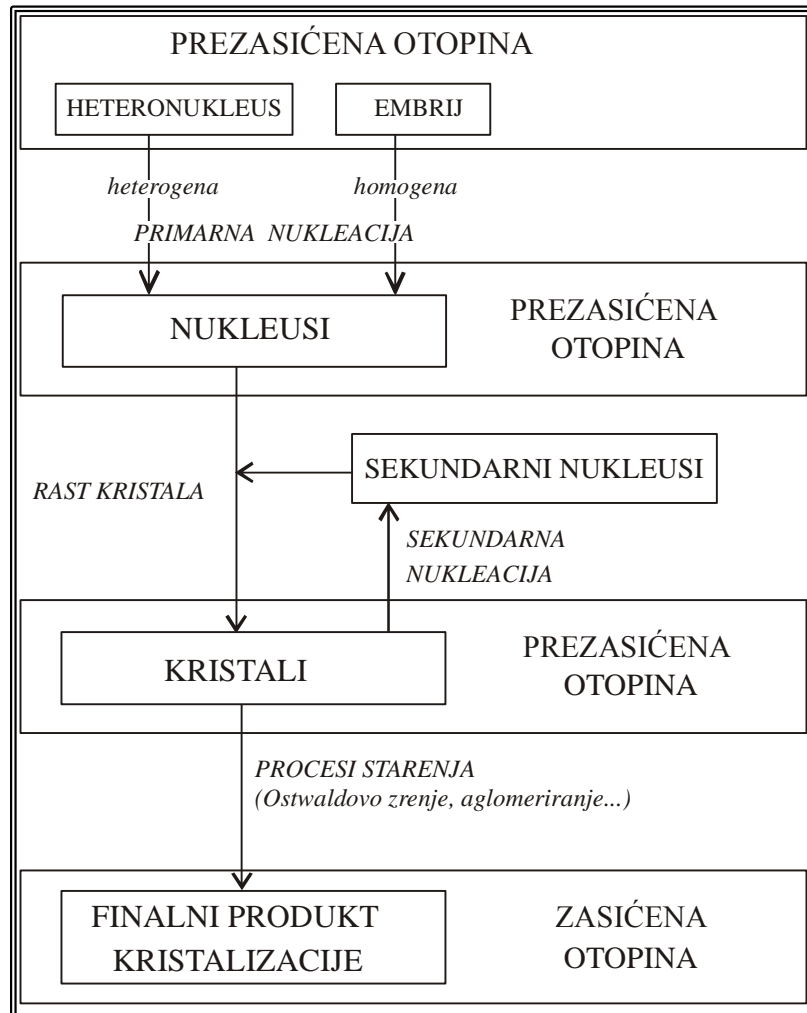 PREZASIĆENA OTOPINA
HETERONUKLEUS
EMBRIJ
heterogena
homogena
PRIMARNA NUKLEACIJA
NUKLEUSI
PREZASIĆENA
OTOPINA
SEKUNDARNI NUKLEUSI
RAST KRISTALA
SEKUNDARNA
NUKLEACIJA
KRISTALI
PREZASIĆENA
OTOPINA
PROCESI STARENJA
(Ostwaldovo zrenje, aglomeriranje...)
FINALNI PRODUKT
KRISTALIZACIJE
ZASIĆENA
OTOPINA